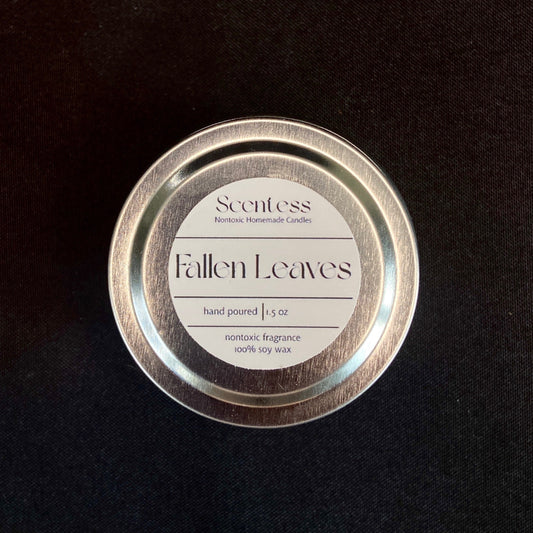 Scentess
Nontoxic Homemade Candles
Fallen Leaves
hand poured | 1.5 oz
nontoxic fragrance
100% soy wax